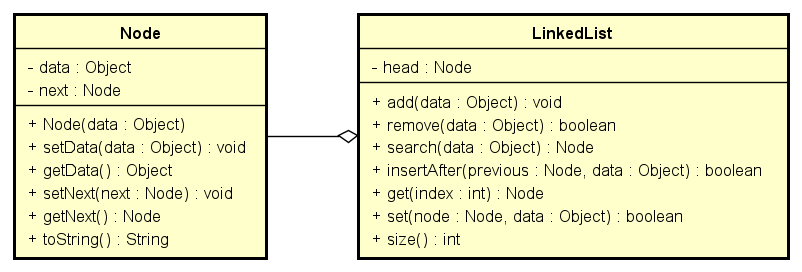 Node
- data : Object
- next : Node
+ Node(data : Object)
+ setData(data : Object) : void
+ getData() : Object
+ setNext(next : Node) : void
+ getNext() : Node
+ toString() : String
LinkedList
- head : Node
+ add(data : Object) : void
+ remove(data : Object) : boolean
+ search(data : Object) : Node
+ insertAfter(previous : Node, data : Object) : boolean
+ get(index : int) : Node
+ set(node : Node, data : Object) : boolean
+ size() : int